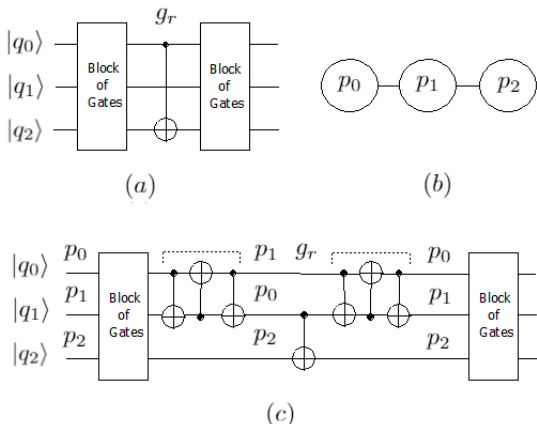 g_r
|q_0⟩ Block of Gates Block of Gates
|q_1⟩ p_0 p_1 p_2
|q_2⟩
(a) (b)
p_0 p_1 g_r p_0
|q_0⟩
p_1 p_0 p_1
|q_1⟩ Block of Gates Block of Gates
p_2 p_2 p_2
|q_2⟩
(c)